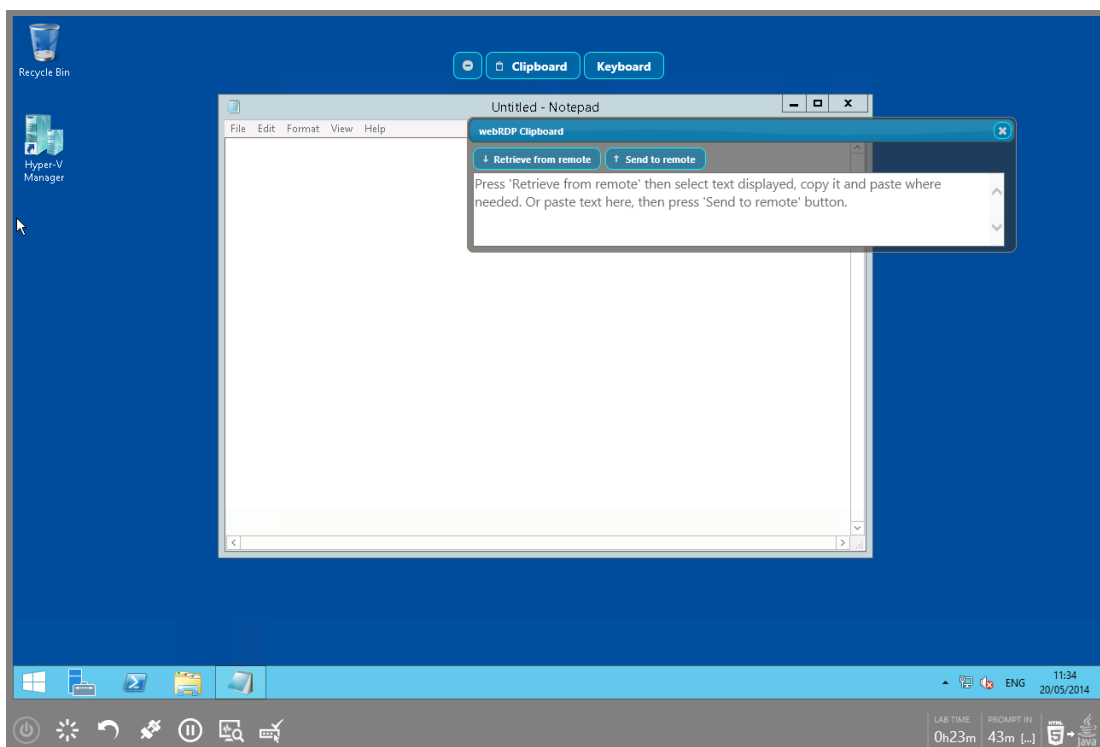 Recycle Bin
Clipboard
Keyboard
Untitled - Notepad
File Edit Format View Help
webRDP Clipboard
Retrieve from remote
Send to remote
Press 'Retrieve from remote' then select text displayed, copy it and paste where
needed. Or paste text here, then press 'Send to remote' button.
Hyper-V
Manager
ENG
11:34
20/05/2014
LAB TIME
0h23m
PROMPT IN
43m [...]
HTML
5
Java